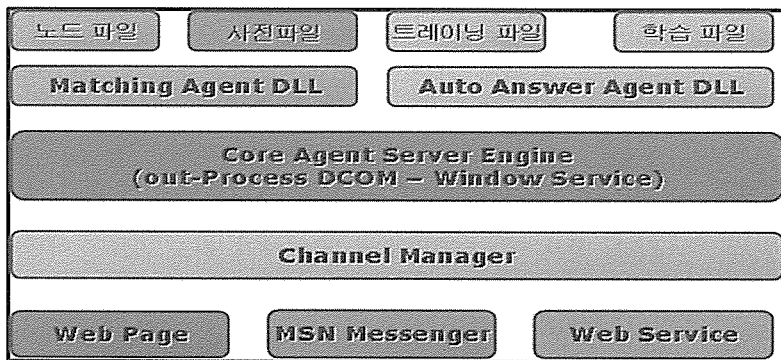 노드 파일
사전파일
트레이닝 파일
학습 파일
Matching Agent DLL
Auto Answer Agent DLL
Core Agent Server Engine
(out-Process DCOM – Window Service)
Channel Manager
Web Page
MSN Messenger
Web Service